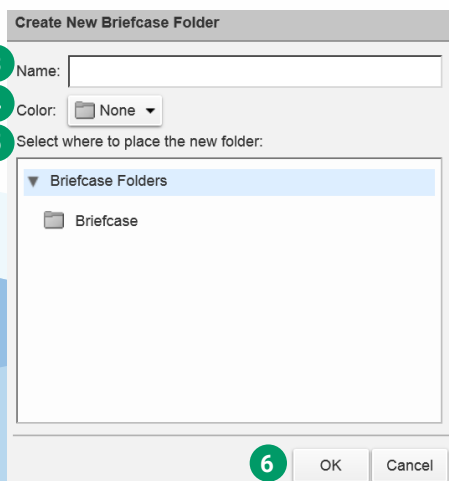 Create New Briefcase Folder
Name:
Color: None
Select where to place the new folder:
Briefcase Folders
Briefcase
6 OK Cancel